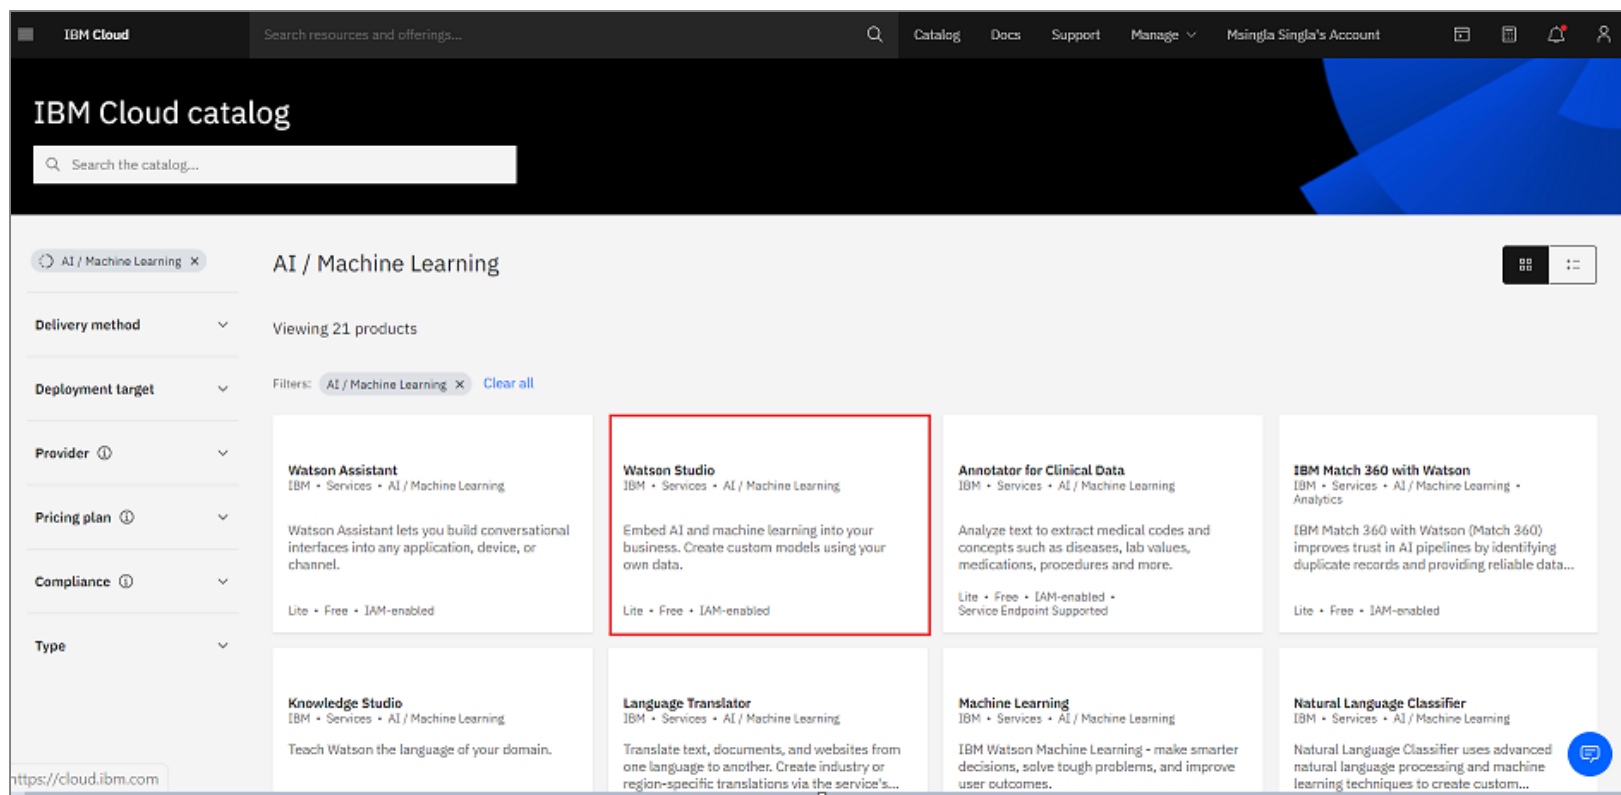 IBM Cloud
Search resources and offerings...
Catalog
Docs
Support
Manage
Msingla Singla's Account
IBM Cloud catalog
Search the catalog...
AI / Machine Learning
Delivery method
Deployment target
Provider
Pricing plan
Compliance
Type
AI / Machine Learning
Viewing 21 products
Filters:
AI / Machine Learning
Clear all
Watson Assistant
IBM • Services • AI / Machine Learning
Watson Assistant lets you build conversational
interfaces into any application, device, or
channel.
Lite • Free • IAM-enabled
Watson Studio
IBM • Services • AI / Machine Learning
Embed AI and machine learning into your
business. Create custom models using your
own data.
Lite • Free • IAM-enabled
Annotator for Clinical Data
IBM • Services • AI / Machine Learning
Analyze text to extract medical codes and
concepts such as diseases, lab values,
medications, procedures and more.
Lite • Free • IAM-enabled •
Service Endpoint Supported
IBM Match 360 with Watson
IBM • Services • AI / Machine Learning •
Analytics
IBM Match 360 with Watson (Match 360)
improves trust in AI pipelines by identifying
duplicate records and providing reliable data...
Lite • Free • IAM-enabled
Knowledge Studio
IBM • Services • AI / Machine Learning
Teach Watson the language of your domain.
Language Translator
IBM • Services • AI / Machine Learning
Translate text, documents, and websites from
one language to another. Create industry or
region-specific translations via the service's...
Machine Learning
IBM • Services • AI / Machine Learning
IBM Watson Machine Learning - make smarter
decisions, solve tough problems, and improve
user outcomes.
Natural Language Classifier
IBM • Services • AI / Machine Learning
Natural Language Classifier uses advanced
natural language processing and machine
learning techniques to create custom...
https://cloud.ibm.com